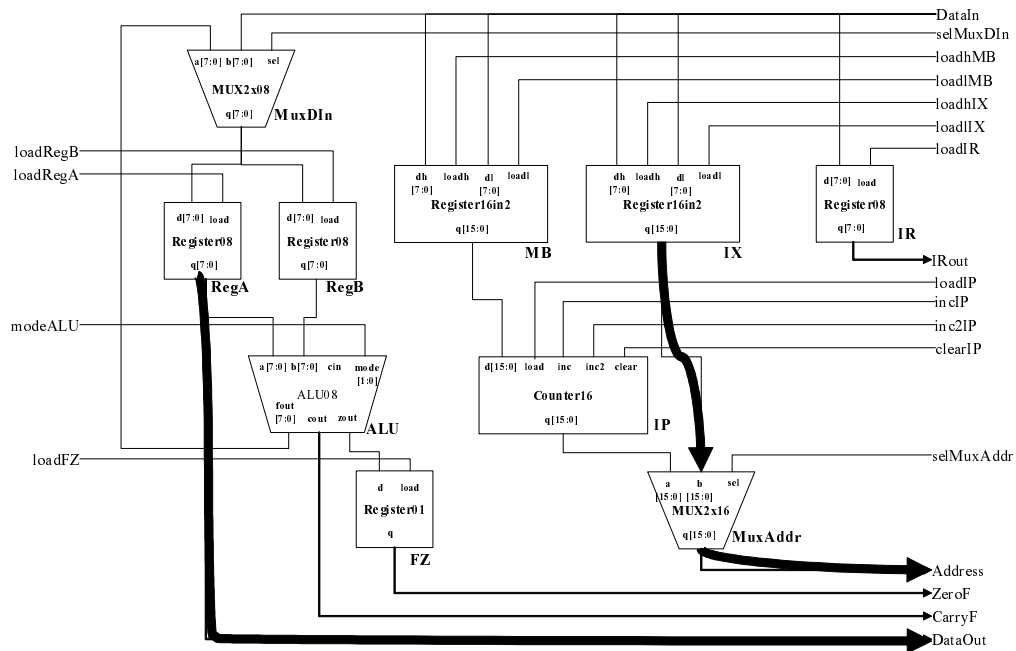 DataIn
selMuxDIn
a[7:0] b[7:0] sel
MUX2x08
q[7:0]
MuxDIn
loadhMB
loadlMB
loadhIX
loadlIX
loadIR
loadRegB
loadRegA
d[7:0] load
Register08
q[7:0]
RegA
d[7:0] load
Register08
q[7:0]
RegB
dh loadh dl loadl
[7:0] [7:0]
Register16in2
q[15:0]
MB
dh loadh dl loadl
[7:0] [7:0]
Register16in2
q[15:0]
IX
d[7:0] load
Register08
q[7:0]
IR
IRout
loadIP
incIP
inc2IP
clearIP
modeALU
a[7:0] b[7:0] cin mode
[1:0]
ALU08
fout
[7:0] cout zout
ALU
d[15:0] load inc inc2 clear
Counter16
q[15:0]
IP
loadFZ
d load
Register01
q
FZ
selMuxAddr
a b sel
[15:0] [15:0]
MUX2x16
q[15:0]
MuxAddr
Address
ZeroF
CarryF
DataOut